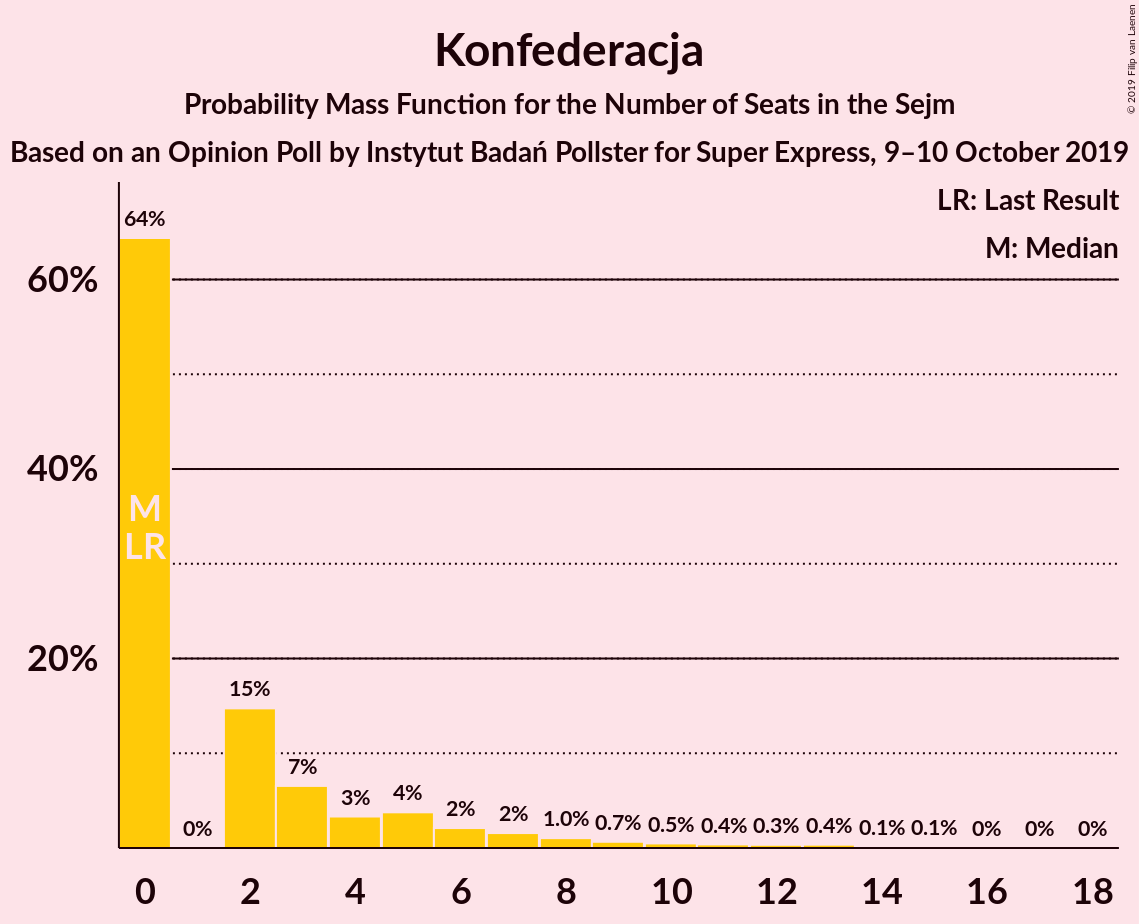 Konfederacja
Probability Mass Function for the Number of Seats in the Sejm
Based on an Opinion Poll by Instytut Badań Pollster for Super Express, 9–10 October 2019
© 2019 Filip van Laenen
LR: Last Result
M: Median
64%
60%
40%
M
LR
20%
15%
7%
3%
4%
2%
2%
1.0%
0.7%
0.5%
0.4%
0.3%
0.4%
0.1%
0.1%
0%
0%
0%
0%
0 2 4 6 8 10 12 14 16 18